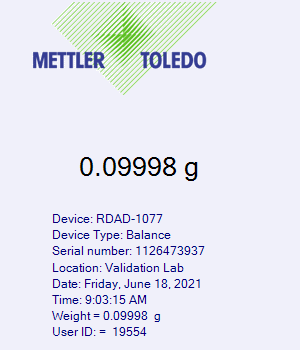 METTLER TOLEDO
0.09998 g
Device: RDAD-1077
Device Type: Balance
Serial number: 1126473937
Location: Validation Lab
Date: Friday, June 18, 2021
Time: 9:03:15 AM
Weight = 0.09998  g
User ID: =  19554